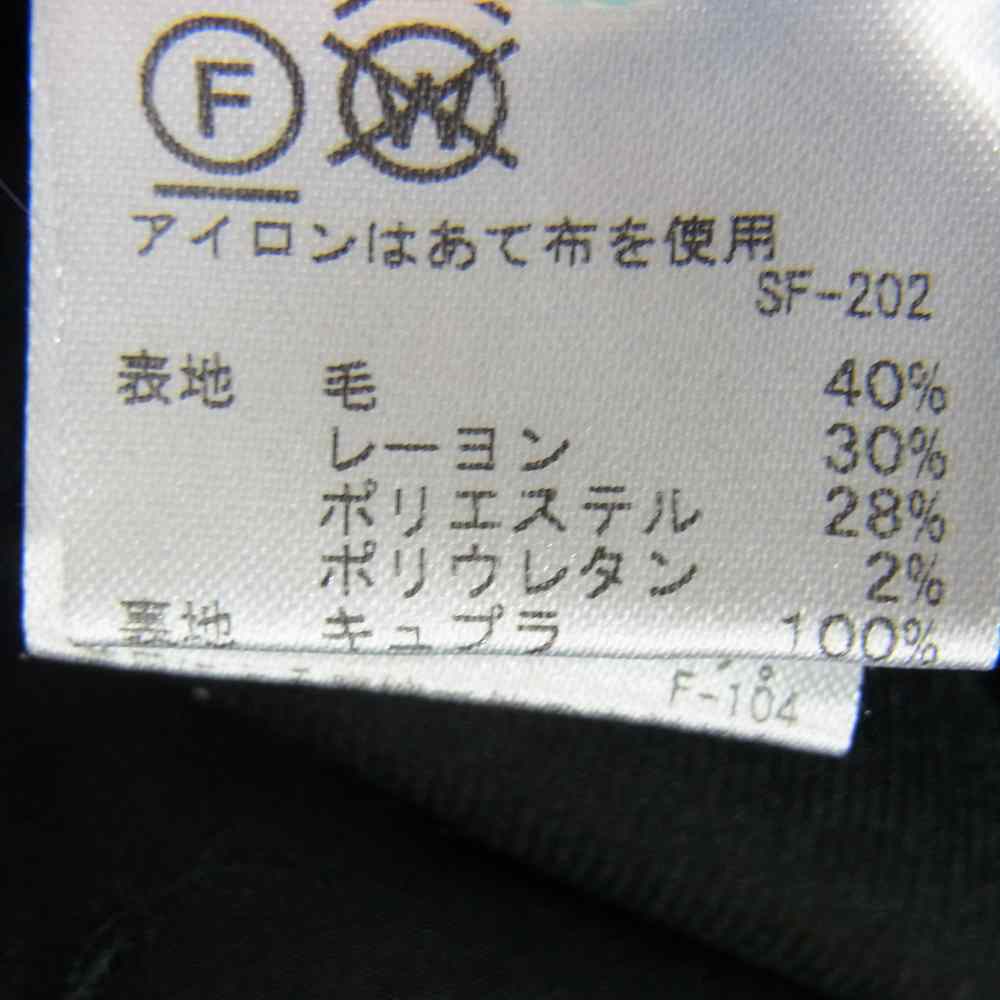 F W
アイロンはあて布を使用
SF-202
表地 毛 40%
レーヨン 30%
ポリエステル 28%
ポリウレタン 2%
裏地 キュプラ 100%
F-104